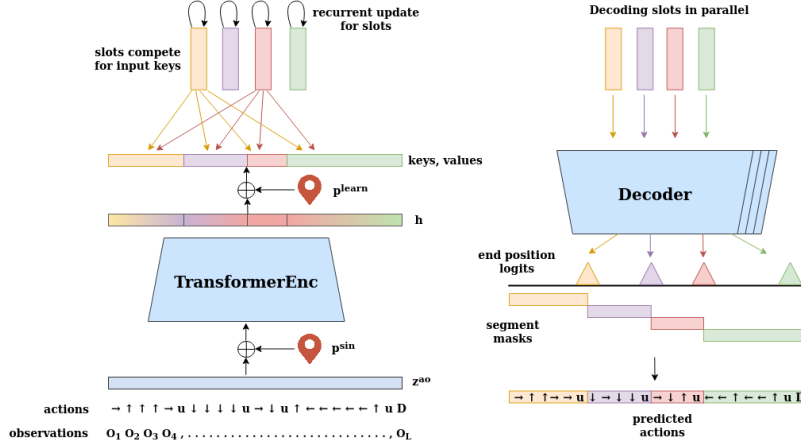 recurrent update
for slots
slots compete
for input keys
keys, values
p^learn
h
TransformerEnc
p^sin
z^ao
actions → ↑ ↑ ↑ → u ↓ ↓ ↓ ↓ u → ↓ u ↑ ← ← ← ← ← ↑ u D
observations O₁ O₂ O₃ O₄ , . . . . . . . . . . . . . . . . . . . . . . . . . . . . , O_L
Decoding slots in parallel
Decoder
end position
logits
segment
masks
→ ↑ ↑ → → u ↓ → ↓ ↓ u → ↓ ↑ u ← ← ↑ ← ← ↑ u D
predicted
actions